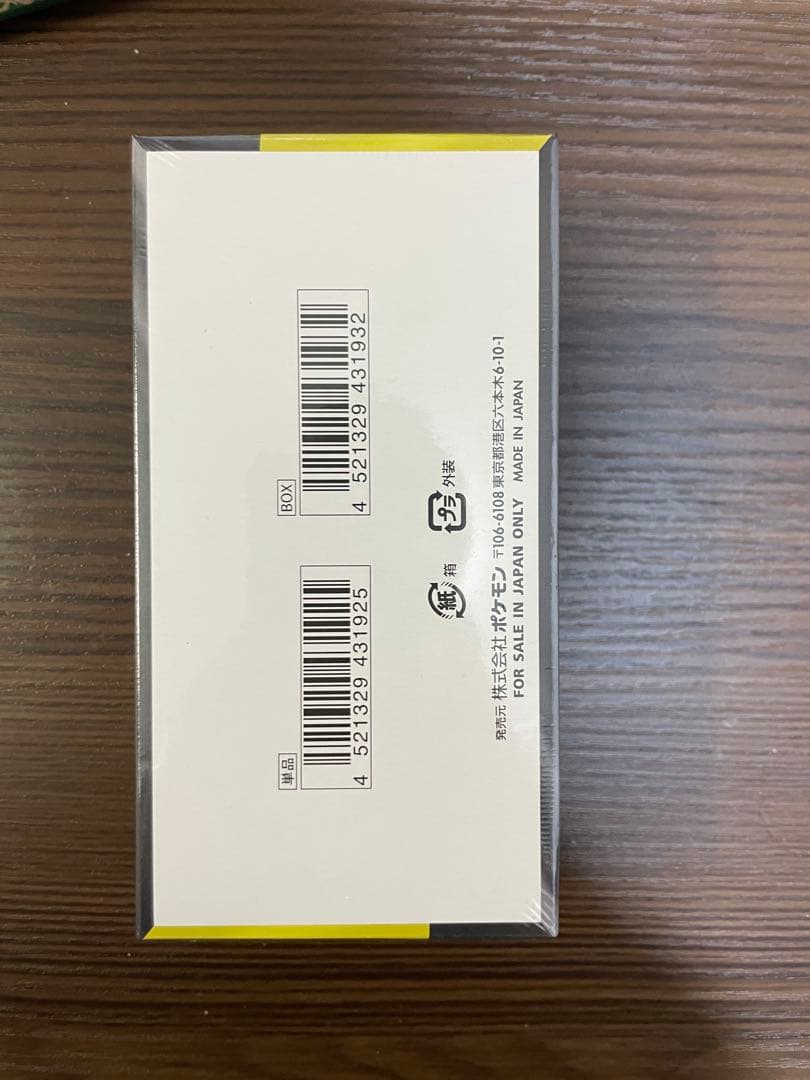 単品
4 521329 431925
BOX
4 521329 431932
紙 箱
プラ 外装
発売元 株式会社ポケモン 〒106-6108 東京都港区六本木6-10-1
FOR SALE IN JAPAN ONLY MADE IN JAPAN